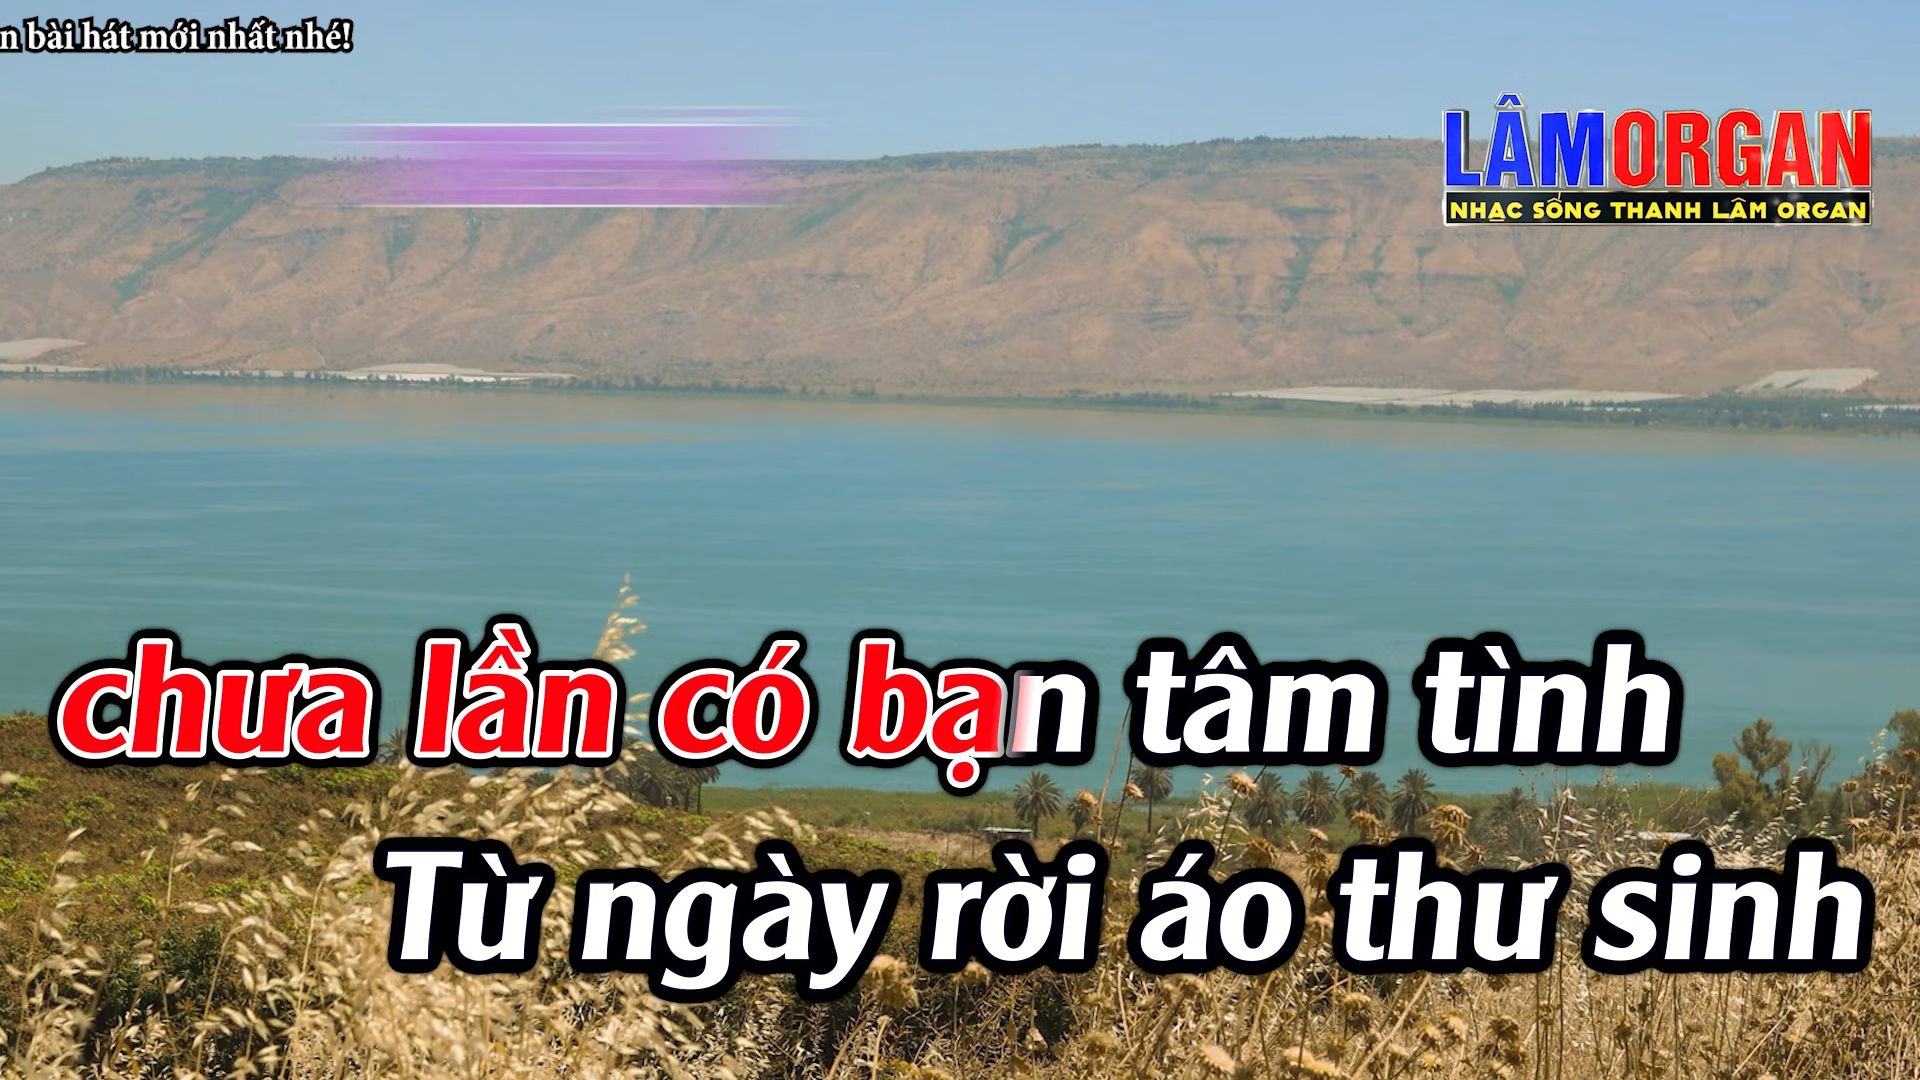 n bài hát mới nhất nhé!
LÂMORGAN
NHẠC SỐNG THANH LÂM ORGAN
chưa lần có bạn tâm tình
Từ ngày rời áo thư sinh